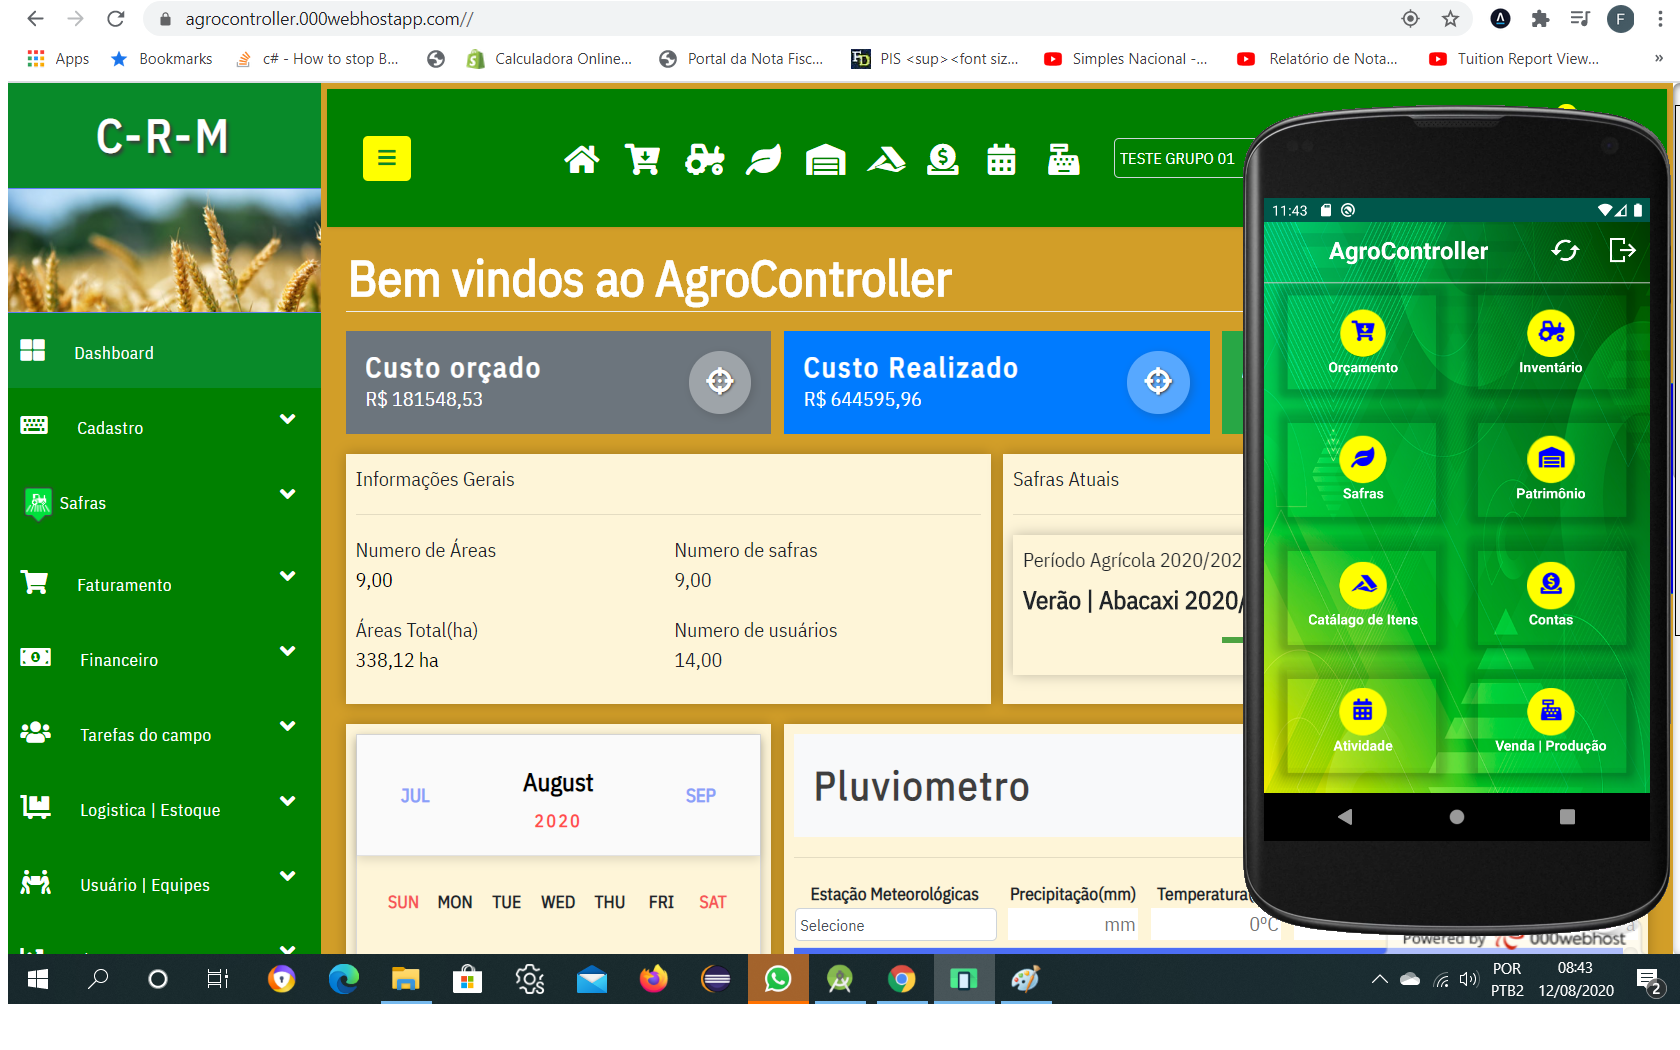 agrocontroller.000webhostapp.com//
F
Apps
Bookmarks
c# - How to stop B...
Calculadora Online...
Portal da Nota Fisc...
FD
PIS <sup><font siz...
Simples Nacional -...
Relatório de Nota...
Tuition Report View...
»
C-R-M
Dashboard
Cadastro
Safras
Faturamento
Financeiro
Tarefas do campo
Logistica | Estoque
Usuário | Equipes
TESTE GRUPO 01
Bem vindos ao AgroController
Custo orçado
R$ 181548,53
Custo Realizado
R$ 644595,96
Informações Gerais
Numero de Áreas
9,00
Numero de safras
9,00
Áreas Total(ha)
338,12 ha
Numero de usuários
14,00
Safras Atuais
Período Agrícola 2020/202
Verão | Abacaxi 2020/
JUL
August
2020
SEP
SUN MON TUE WED THU FRI SAT
Pluviometro
Estação Meteorológicas
Precipitação(mm)
Temperatura(
Selecione
mm
0ºC
Powered by 000webhost
11:43
AgroController
Orçamento
Inventário
Safras
Patrimônio
Catálago de Itens
Contas
Atividade
Venda | Produção
POR
PTB2
08:43
12/08/2020
2